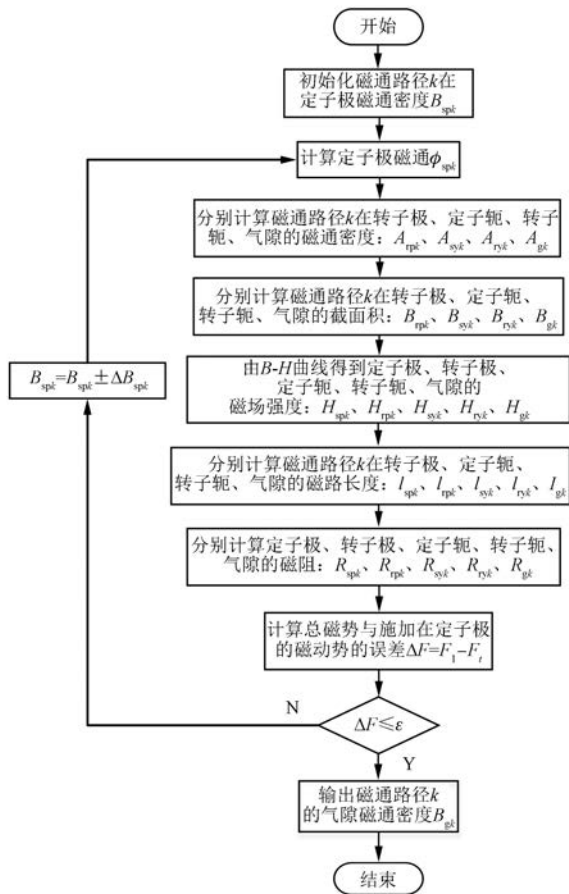 开始
初始化磁通路径k在
定子极磁通密度Bspk
计算定子极磁通ϕspk
分别计算磁通路径k在转子极、定子轭、转子
轭、气隙的磁通密度：Arpk、Asyk、Aryk、Agk
分别计算磁通路径k在转子极、定子轭、
转子轭、气隙的截面积：Brpk、Bsyk、Bryk、Bgk
Bspk=Bspk±ΔBspk
由B-H曲线得到定子极、转子极、
定子轭、转子轭、气隙的
磁场强度：Hspk、Hrpk、Hsyk、Hryk、Hgk
分别计算磁通路径k在转子极、定子轭、
转子轭、气隙的磁路长度：lspk、lrpk、lsyk、lryk、lgk
分别计算定子极、转子极、定子轭、转子轭、
气隙的磁阻：Rspk、Rrpk、Rsyk、Rryk、Rgk
计算总磁势与施加在定子极
的磁动势的误差ΔF=F1−Ft
N
ΔF≤ε
Y
输出磁通路径k
的气隙磁通密度Bgk
结束